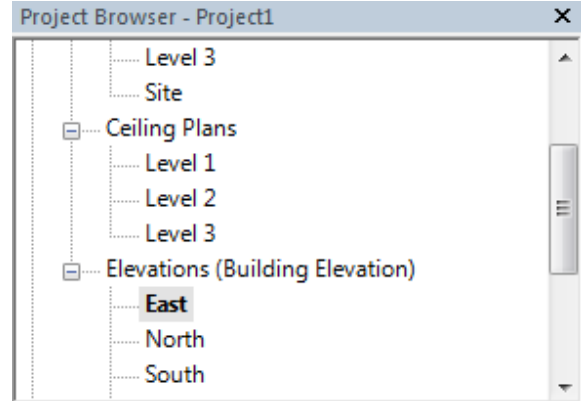 Project Browser - Project1
Level 3
Site
Ceiling Plans
Level 1
Level 2
Level 3
Elevations (Building Elevation)
East
North
South